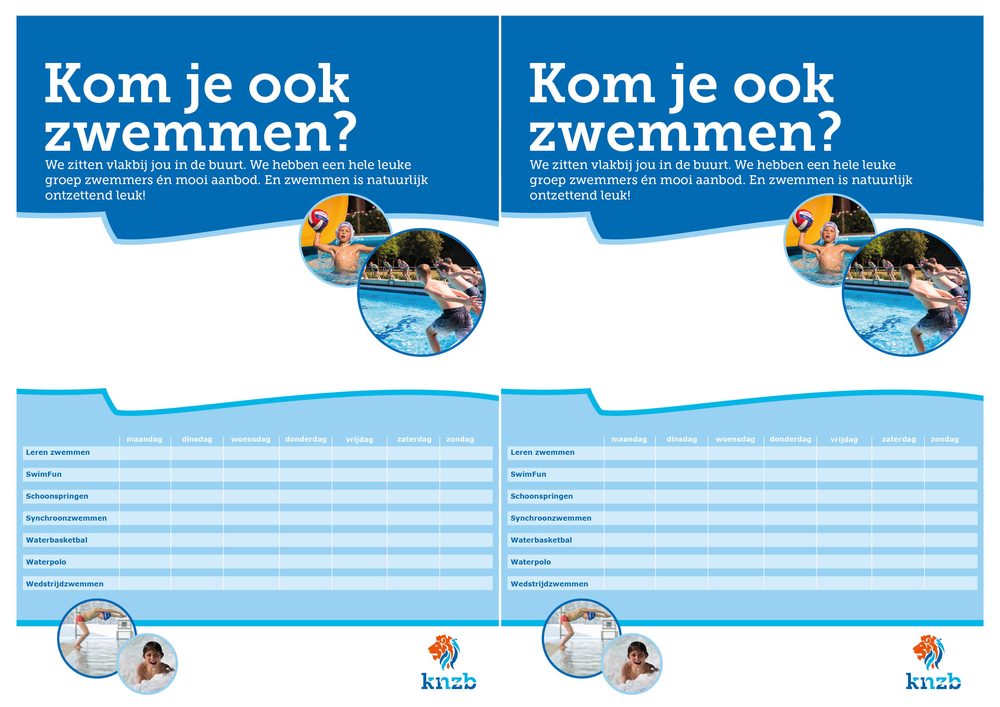 Kom je ook
zwemmen?
We zitten vlakbij jou in de buurt. We hebben een hele leuke
groep zwemmers én mooi aanbod. En zwemmen is natuurlijk
ontzettend leuk!
maandag dinsdag woensdag donderdag vrijdag zaterdag zondag
Leren zwemmen
SwimFun
Schoonspringen
Synchroonzwemmen
Waterbasketbal
Waterpolo
Wedstrijdzwemmen
knzb
Kom je ook
zwemmen?
We zitten vlakbij jou in de buurt. We hebben een hele leuke
groep zwemmers én mooi aanbod. En zwemmen is natuurlijk
ontzettend leuk!
maandag dinsdag woensdag donderdag vrijdag zaterdag zondag
Leren zwemmen
SwimFun
Schoonspringen
Synchroonzwemmen
Waterbasketbal
Waterpolo
Wedstrijdzwemmen
knzb